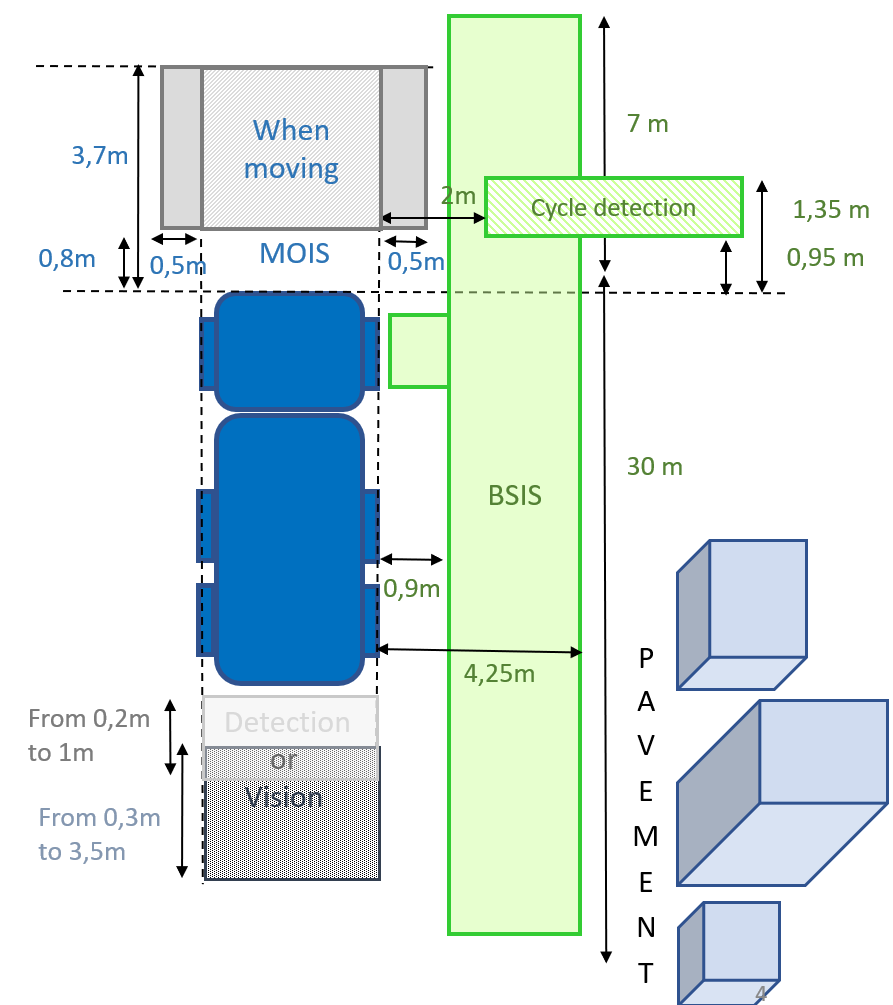 When
moving
7 m
3,7m
2m
Cycle detection
1,35 m
0,8m
0,5m
MOIS
0,5m
0,95 m
30 m
BSIS
0,9m
4,25m
PAVEMENT
From 0,2m
to 1m
Detection
or
Vision
From 0,3m
to 3,5m
4